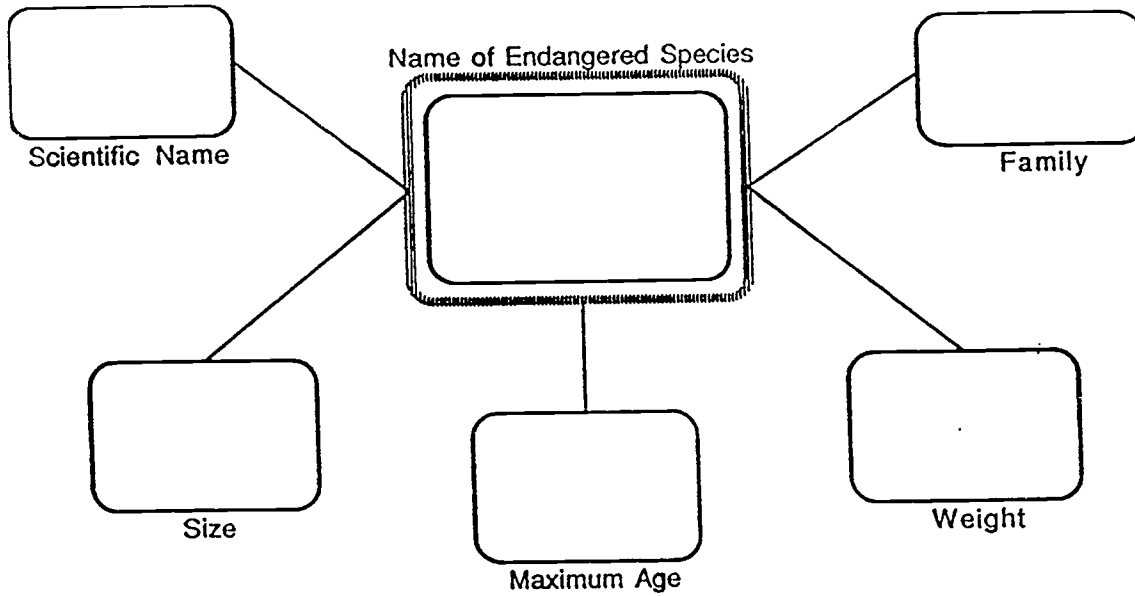 Name of Endangered Species
Scientific Name
Family
Size
Maximum Age
Weight